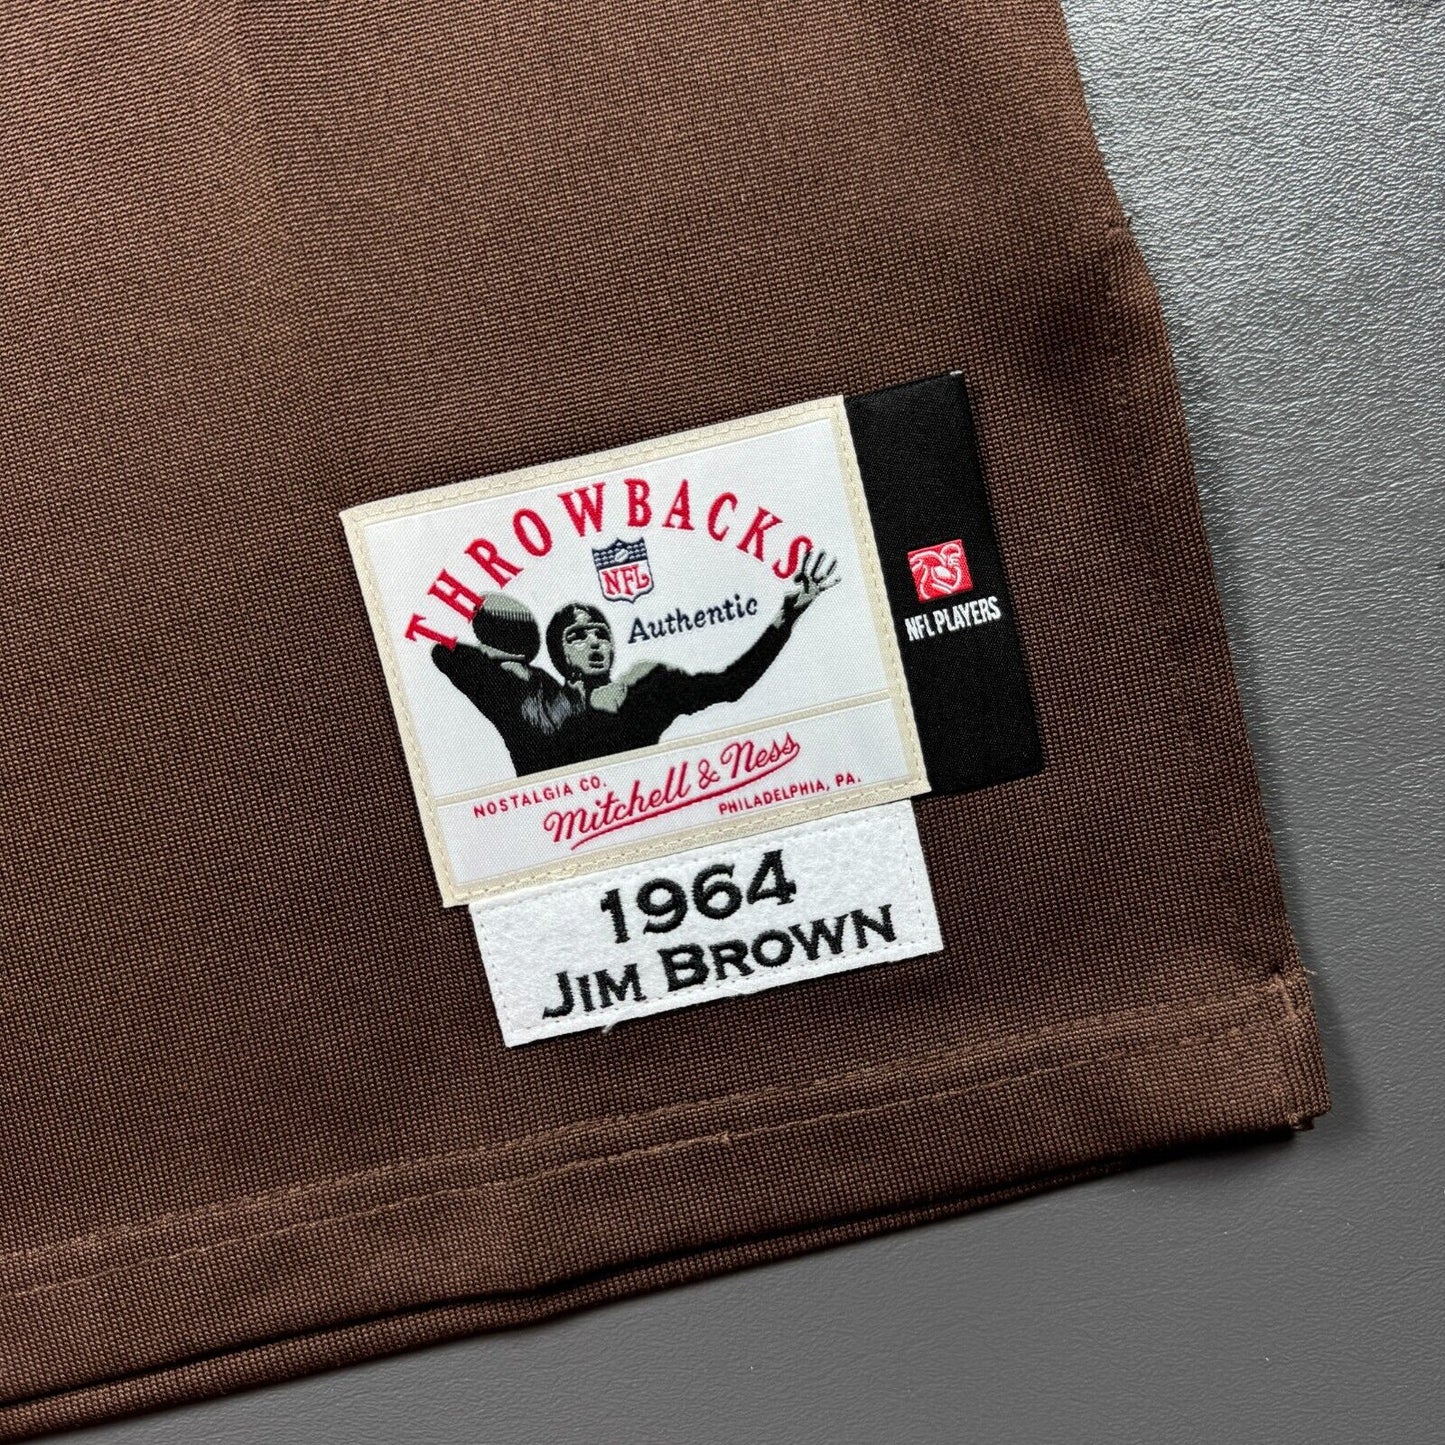 THROWBACKS
NFL
Authentic
NOSTALGIA CO.
Mitchell & Ness
PHILADELPHIA, PA.
NFL PLAYERS
1964
JIM BROWN